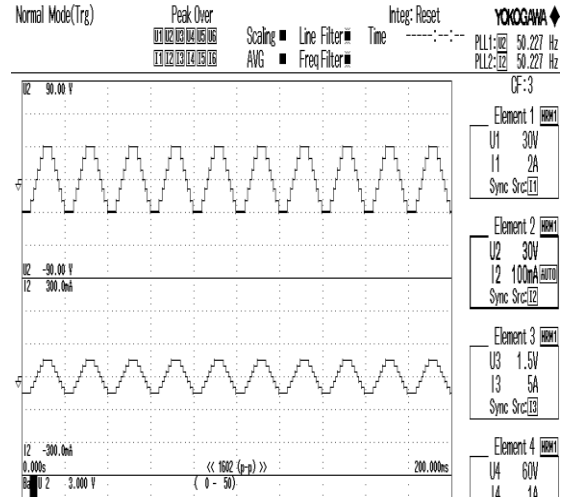 Normal Mode(Trg) Peak Over Integ: Reset YOKOGAWA
U1 U2 U3 U4 U5 U6 Scaling Line Filter Time -----:--:-- PLL1:U2 50.227 Hz
I1 I2 I3 I4 I5 I6 AVG Freq Filter PLL2:I2 50.227 Hz
CF:3
U2 90.00 V
Element 1 HRM1
U1 30V
I1 2A
Sync Src:I1
Element 2 HRM1
U2 30V
I2 100mA AUTO
Sync Src:I2
U2 -90.00 V
I2 300.0mA
Element 3 HRM1
U3 1.5V
I3 5A
Sync Src:I3
Element 4 HRM1
U4 60V
I4 1A
I2 -300.0mA
0.000s << 1602 (p-p) >> 200.000ms
U 2 3.000 V ( 0 - 50)